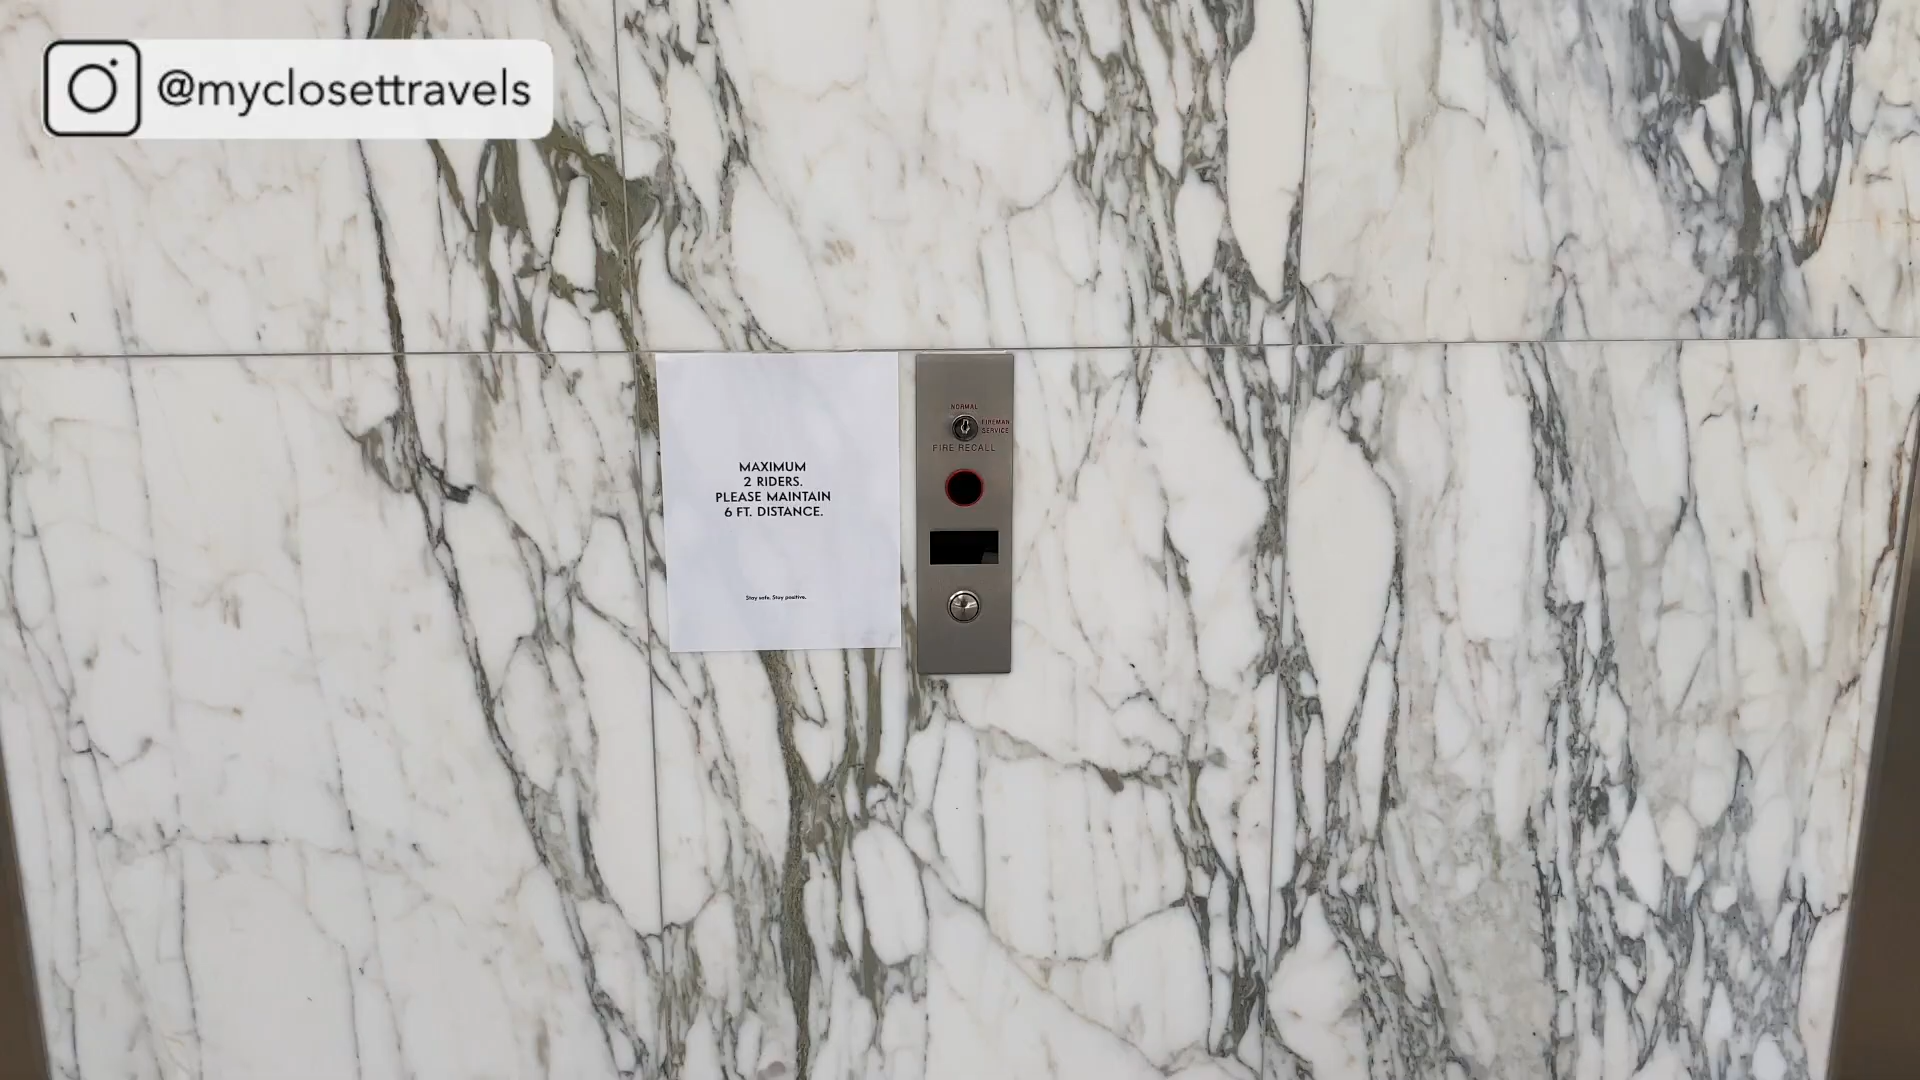 @myclosettravels
MAXIMUM
2 RIDERS.
PLEASE MAINTAIN
6 FT. DISTANCE.
Stay safe. Stay positive.
NORMAL
FIREMAN
SERVICE
FIRE RECALL